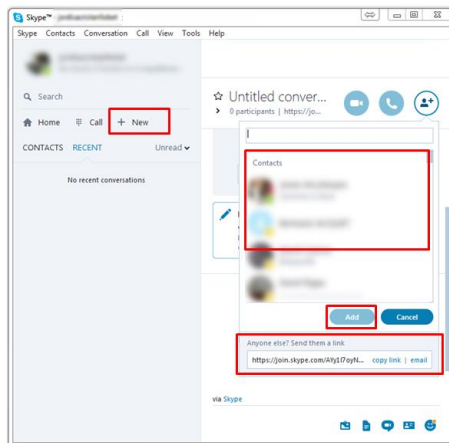 Skype™
Skype Contacts Conversation Call View Tools Help
Search
Home Call + New
CONTACTS RECENT Unread
No recent conversations
Untitled conver...
0 participants | https://jo...
Contacts
Add Cancel
Anyone else? Send them a link
https://join.skype.com/AYy1I7oyN... copy link | email
via Skype